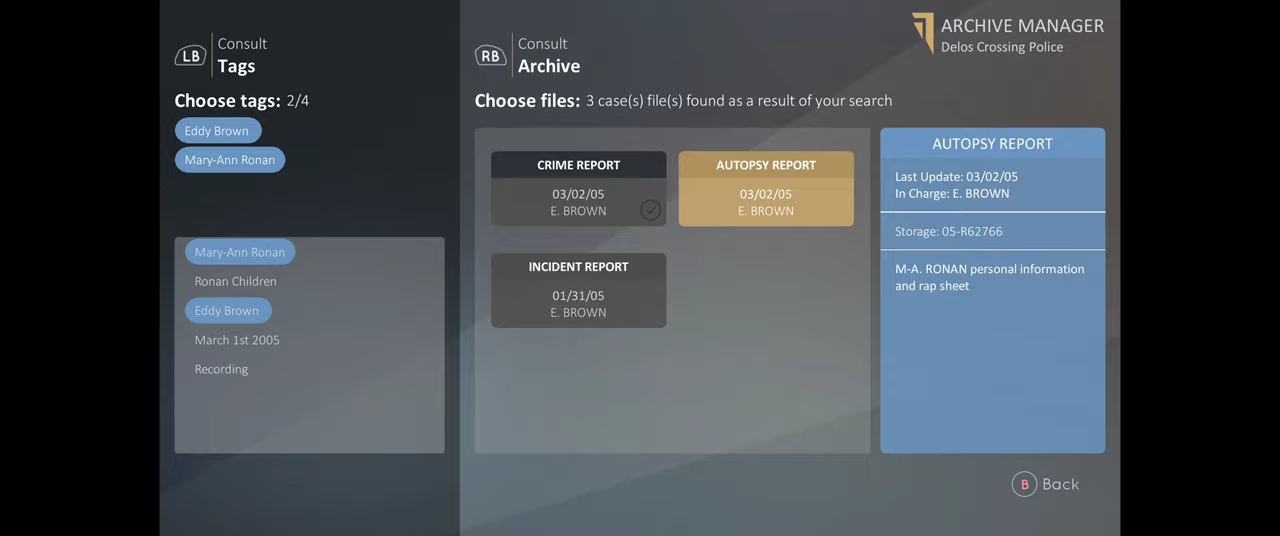 LB
Consult
Tags
Choose tags: 2/4
Eddy Brown
Mary-Ann Ronan
Mary-Ann Ronan
Ronan Children
Eddy Brown
March 1st 2005
Recording
RB
Consult
Archive
ARCHIVE MANAGER
Delos Crossing Police
Choose files: 3 case(s) file(s) found as a result of your search
CRIME REPORT
03/02/05
E. BROWN
AUTOPSY REPORT
03/02/05
E. BROWN
INCIDENT REPORT
01/31/05
E. BROWN
AUTOPSY REPORT
Last Update: 03/02/05
In Charge: E. BROWN
Storage: 05-R62766
M-A. RONAN personal information
and rap sheet
B Back